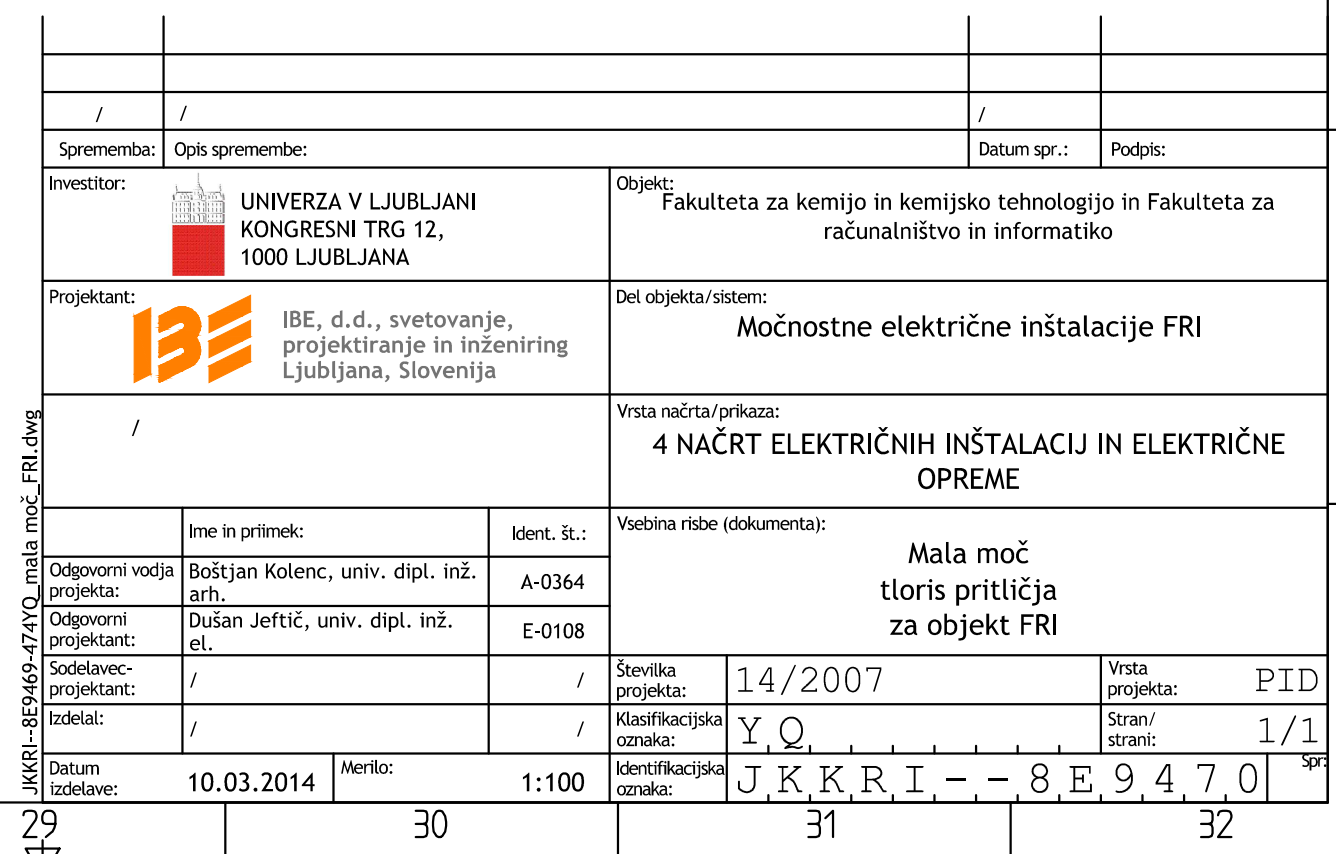 / / /
Sprememba: Opis spremembe: Datum spr.: Podpis:
Investitor:
UNIVERZA V LJUBLJANI
KONGRESNI TRG 12,
1000 LJUBLJANA
Objekt:
Fakulteta za kemijo in kemijsko tehnologijo in Fakulteta za
računalništvo in informatiko
Projektant:
IBE
IBE, d.d., svetovanje,
projektiranje in inženiring
Ljubljana, Slovenija
Del objekta/sistem:
Močnostne električne inštalacije FRI
/
Vrsta načrta/prikaza:
4 NAČRT ELEKTRIČNIH INŠTALACIJ IN ELEKTRIČNE
OPREME
Ime in priimek: Ident. št.:
Odgovorni vodja
projekta:
Boštjan Kolenc, univ. dipl. inž.
arh.
A-0364
Odgovorni
projektant:
Dušan Jeftič, univ. dipl. inž.
el.
E-0108
Sodelavec-
projektant:
/ /
Izdelal:
/ /
Datum
izdelave:
10.03.2014
Merilo:
1:100
Vsebina risbe (dokumenta):
Mala moč
tloris pritličja
za objekt FRI
Številka
projekta:
14/2007
Vrsta
projekta:
PID
Klasifikacijska
oznaka:
YQ
Stran/
strani:
1/1
Identifikacijska
oznaka:
JKKRI--8E9470
Spr:
JKKRI--8E9469-474YQ_mala moč_FRI.dwg
29 30 31 32